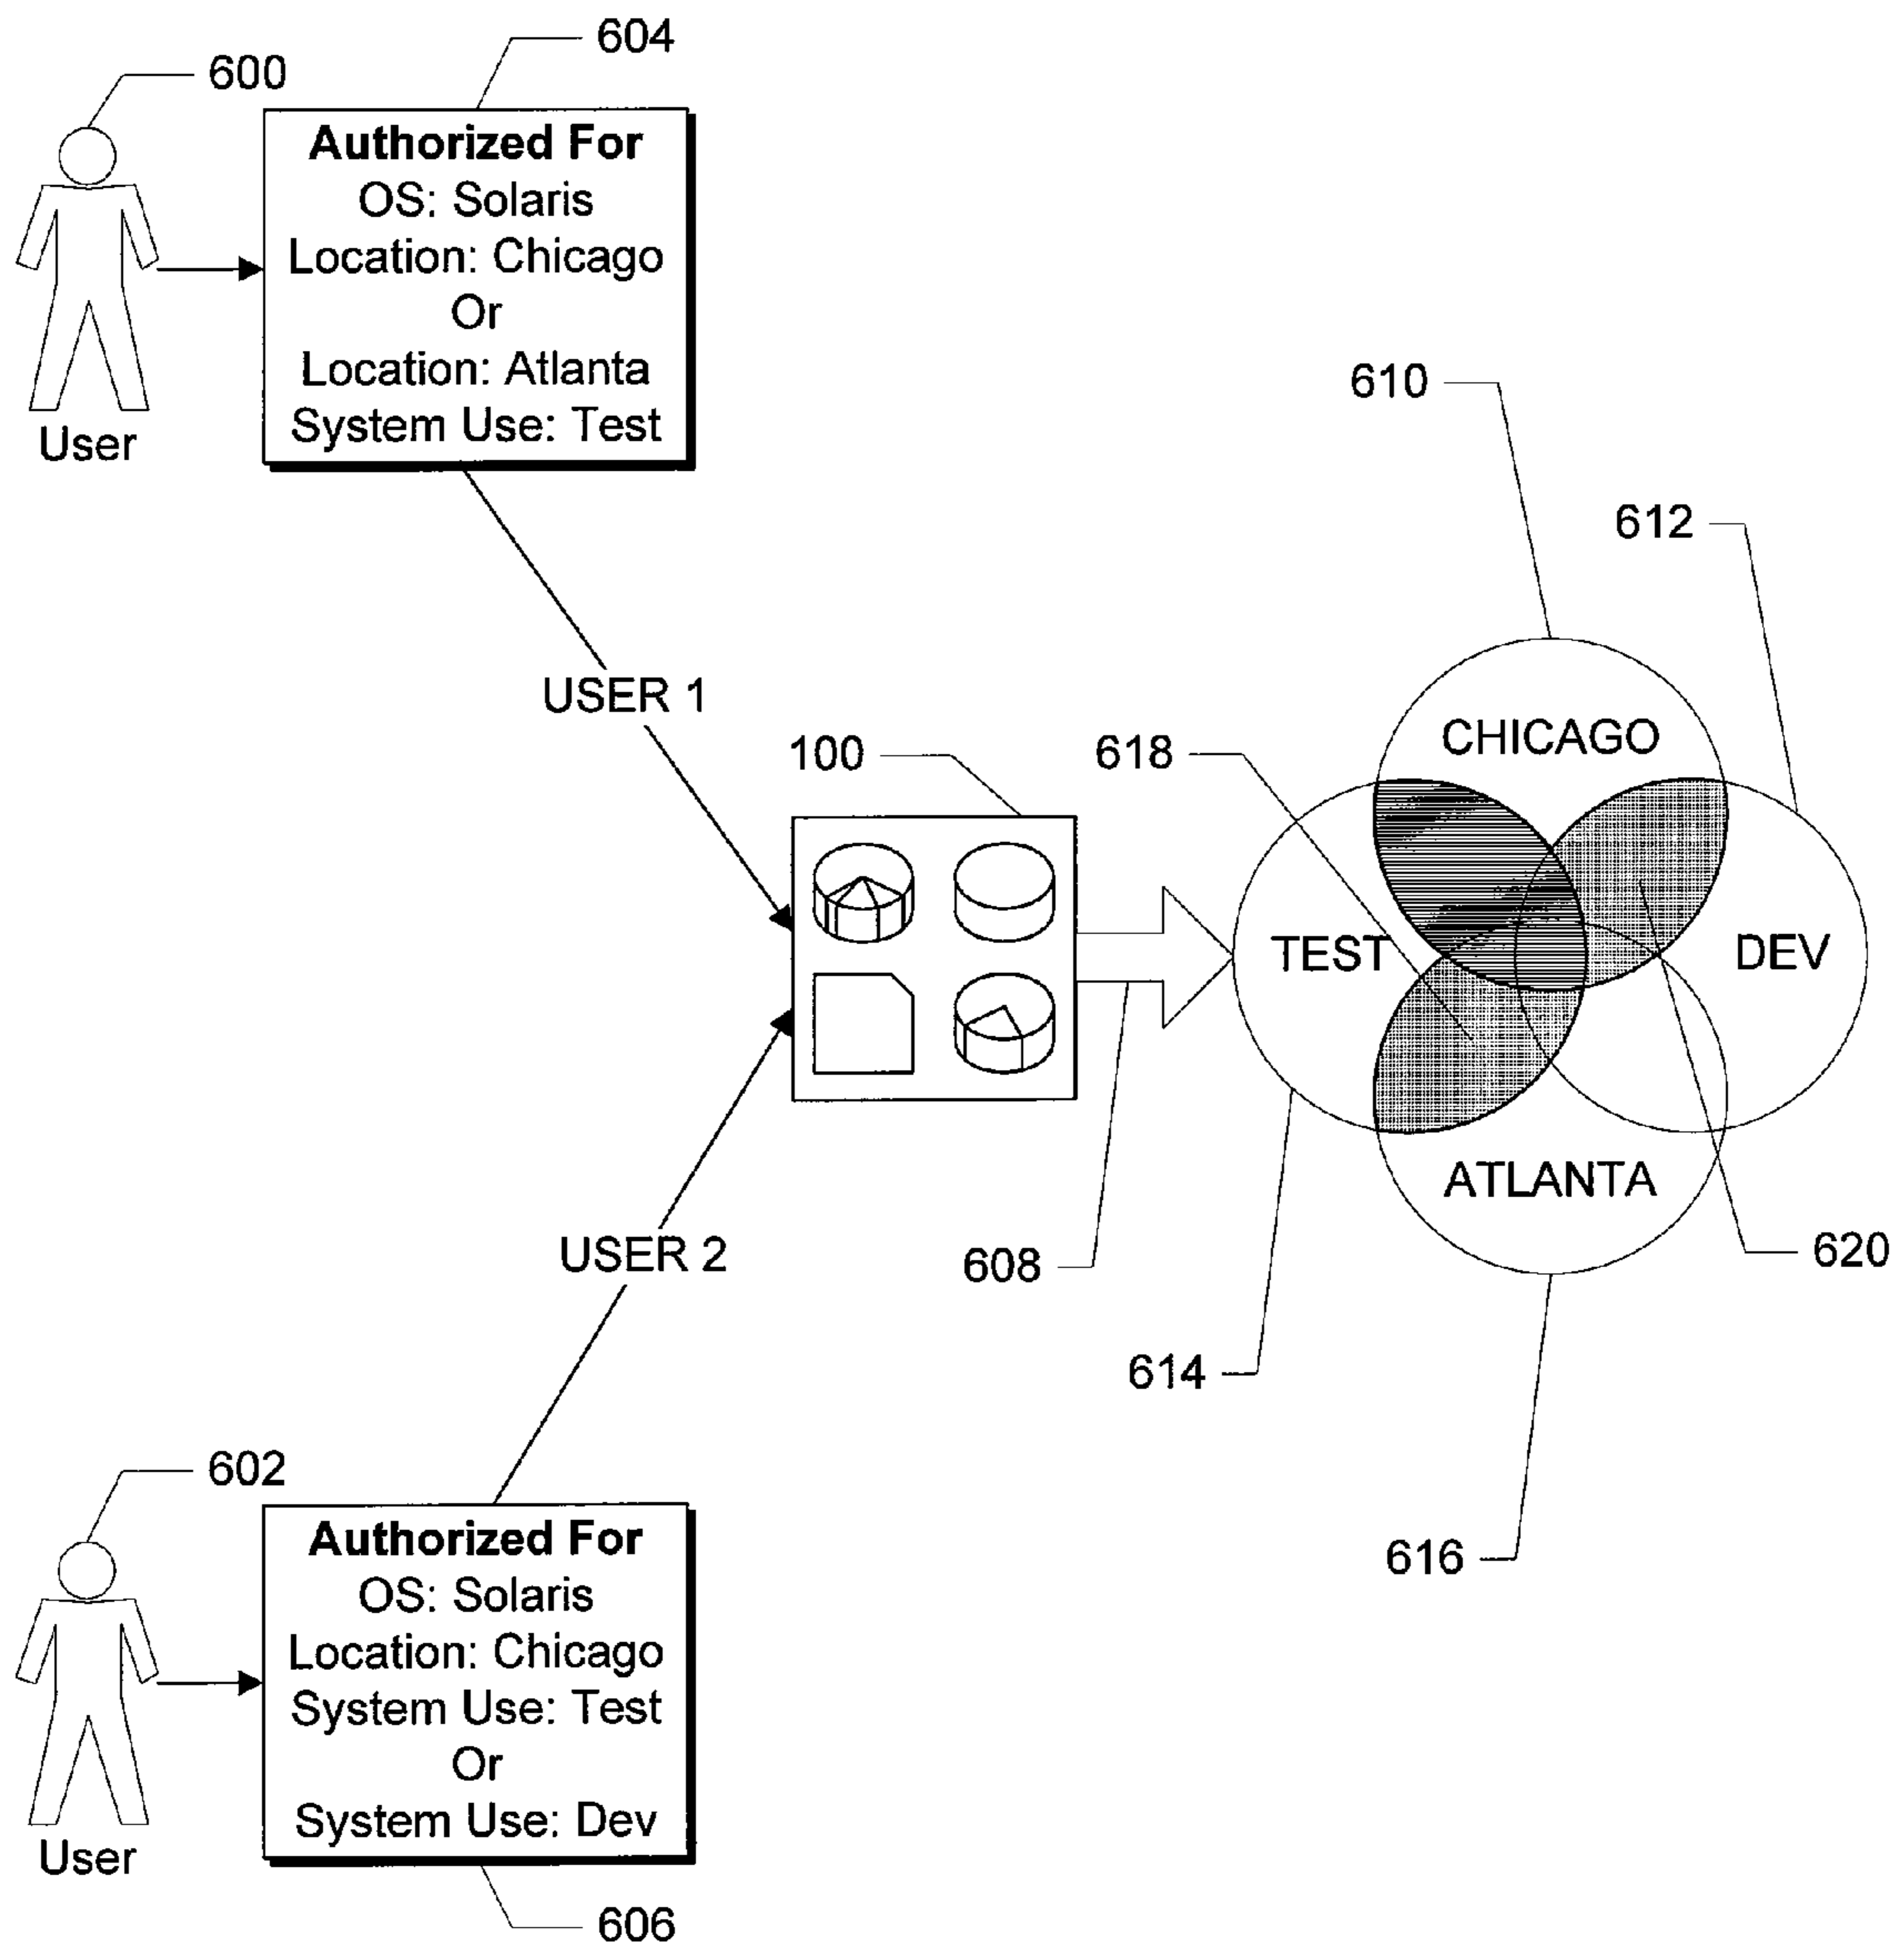 604
600
Authorized For
OS: Solaris
Location: Chicago
Or
Location: Atlanta
System Use: Test
User
610
612
USER 1
100
618
CHICAGO
TEST
DEV
ATLANTA
USER 2
608
620
614
602
616
Authorized For
OS: Solaris
Location: Chicago
System Use: Test
Or
System Use: Dev
User
606